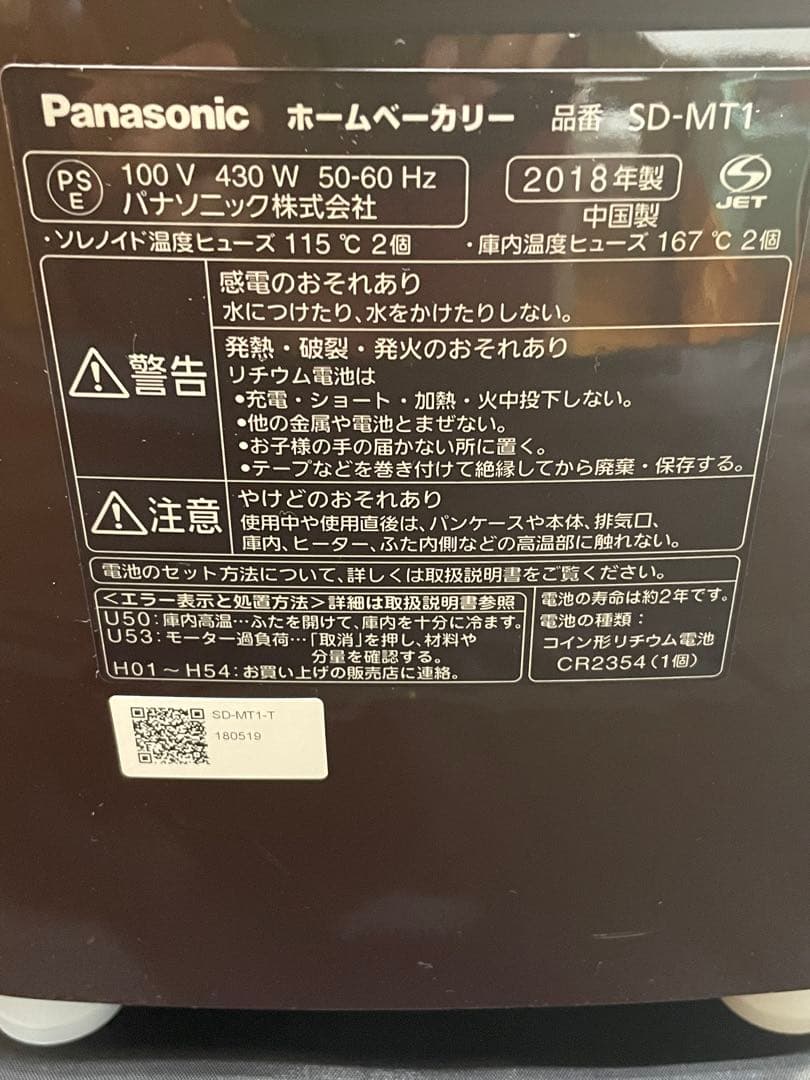 Panasonic ホームベーカリー 品番 SD-MT1
PS E 100 V 430 W 50-60 Hz
パナソニック株式会社
2018年製
中国製
S JET
・ソレノイド温度ヒューズ 115 ℃ 2個 ・庫内温度ヒューズ 167 ℃ 2個
警告
感電のおそれあり
水につけたり、水をかけたりしない。
発熱・破裂・発火のおそれあり
リチウム電池は
●充電・ショート・加熱・火中投下しない。
●他の金属や電池とまぜない。
●お子様の手の届かない所に置く。
●テープなどを巻き付けて絶縁してから廃棄・保存する。
注意
やけどのおそれあり
使用中や使用直後は、パンケースや本体、排気口、
庫内、ヒーター、ふた内側などの高温部に触れない。
電池のセット方法について、詳しくは取扱説明書をご覧ください。
＜エラー表示と処置方法＞詳細は取扱説明書参照
U50：庫内高温…ふたを開けて、庫内を十分に冷ます。
U53：モーター過負荷…「取消」を押し、材料や
分量を確認する。
H01～H54：お買い上げの販売店に連絡。
電池の寿命は約2年です。
電池の種類：
コイン形リチウム電池
CR2354（1個）
SD-MT1-T
180519